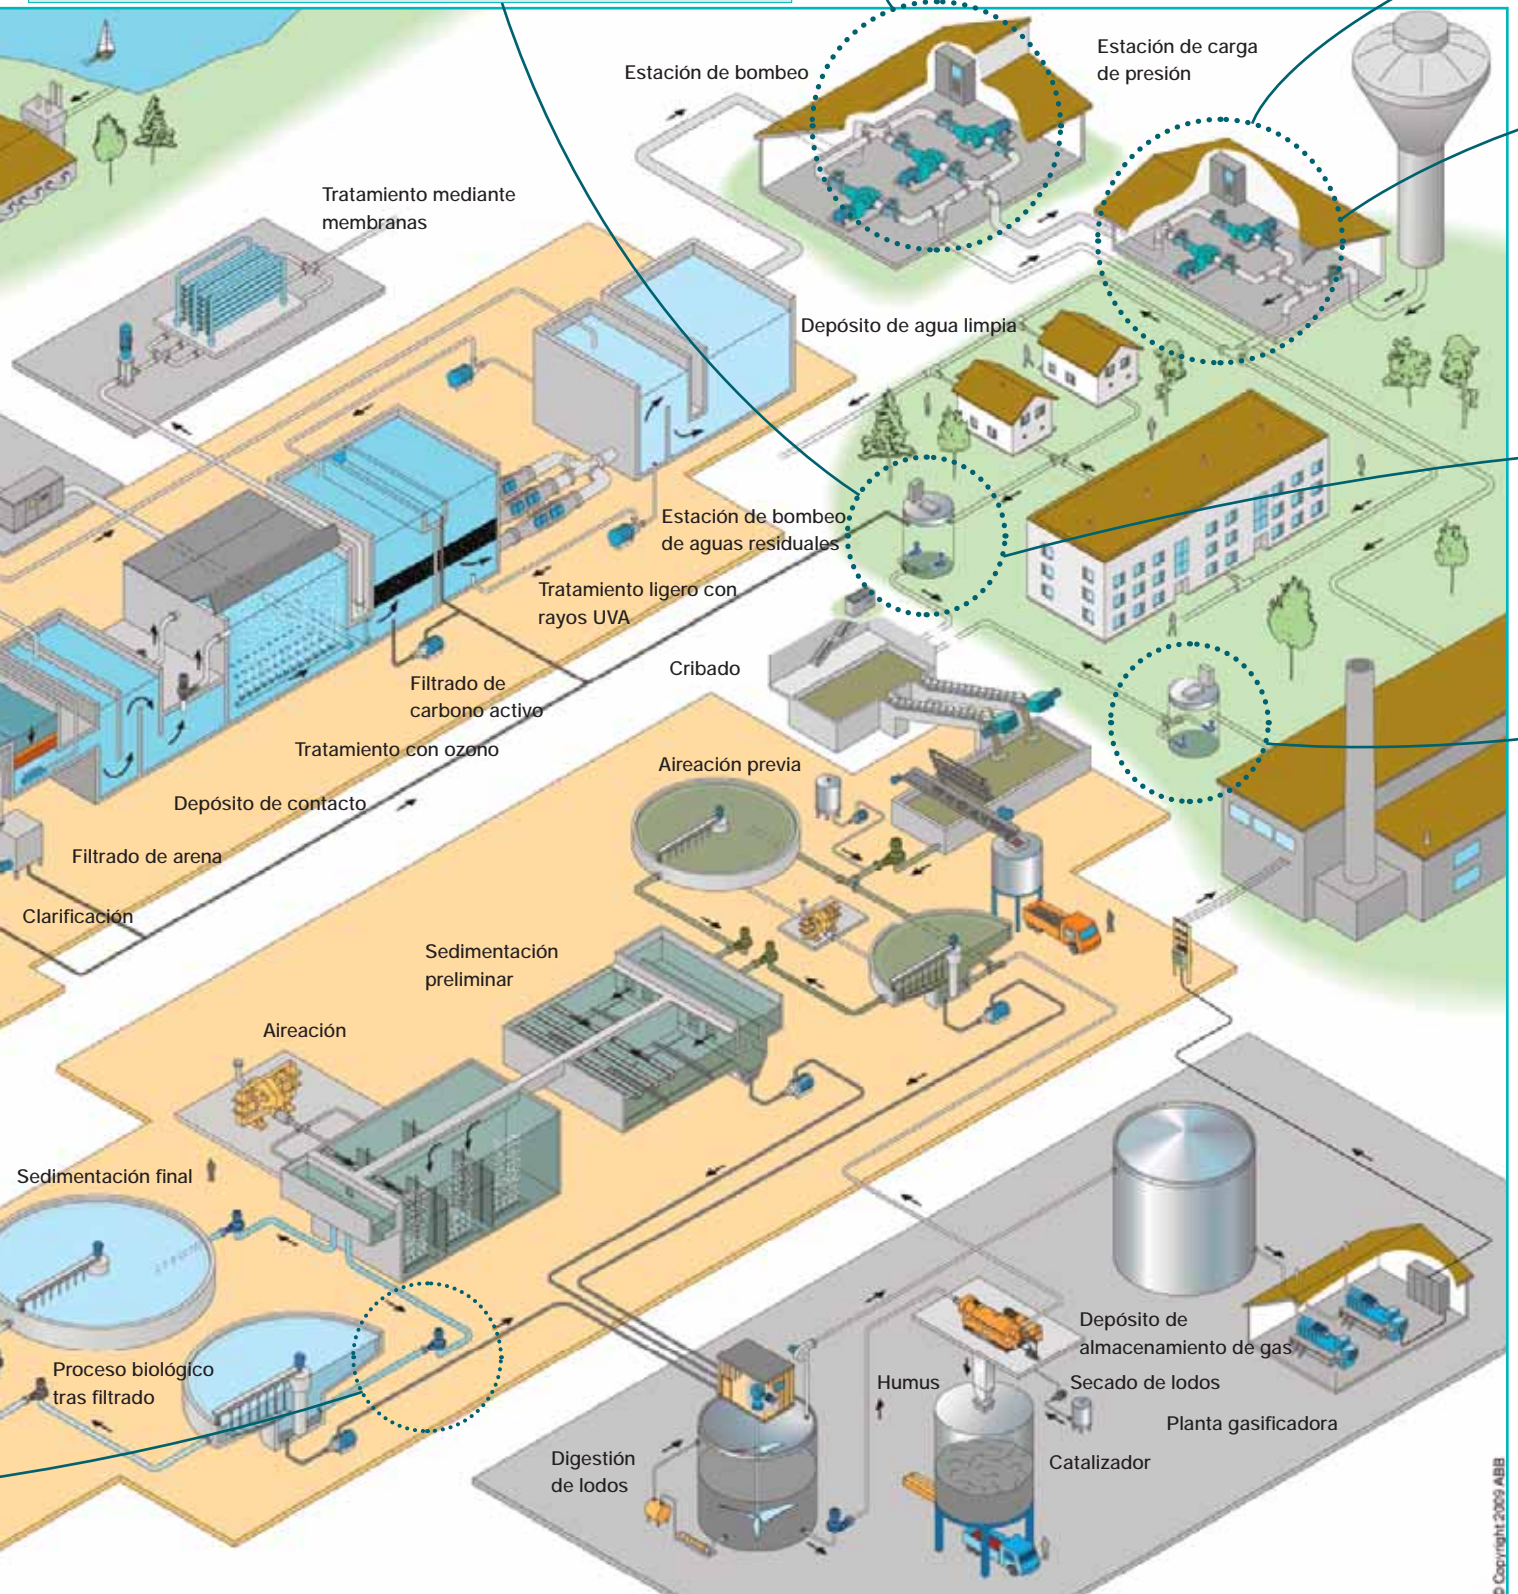 Estación de carga
de presión
Estación de bombeo
Tratamiento mediante
membranas
Depósito de agua limpia
Estación de bombeo
de aguas residuales
Tratamiento ligero con
rayos UVA
Cribado
Filtrado de
carbono activo
Tratamiento con ozono
Aireación previa
Depósito de contacto
Filtrado de arena
Clarificación
Sedimentación
preliminar
Aireación
Sedimentación final
Proceso biológico
tras filtrado
Depósito de
almacenamiento de gas
Humus
Secado de lodos
Planta gasificadora
Digestión
de lodos
Catalizador
© Copyright 2009 ABB